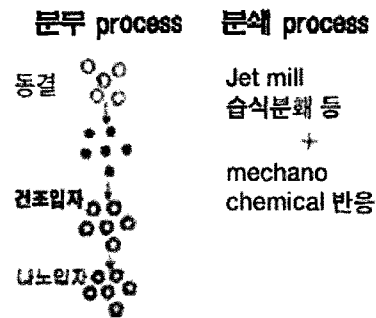 분무 process
동결
건조입자
나노입자
분쇄 process
Jet mill
습식분쇄 등
+
mechano
chemical 반응